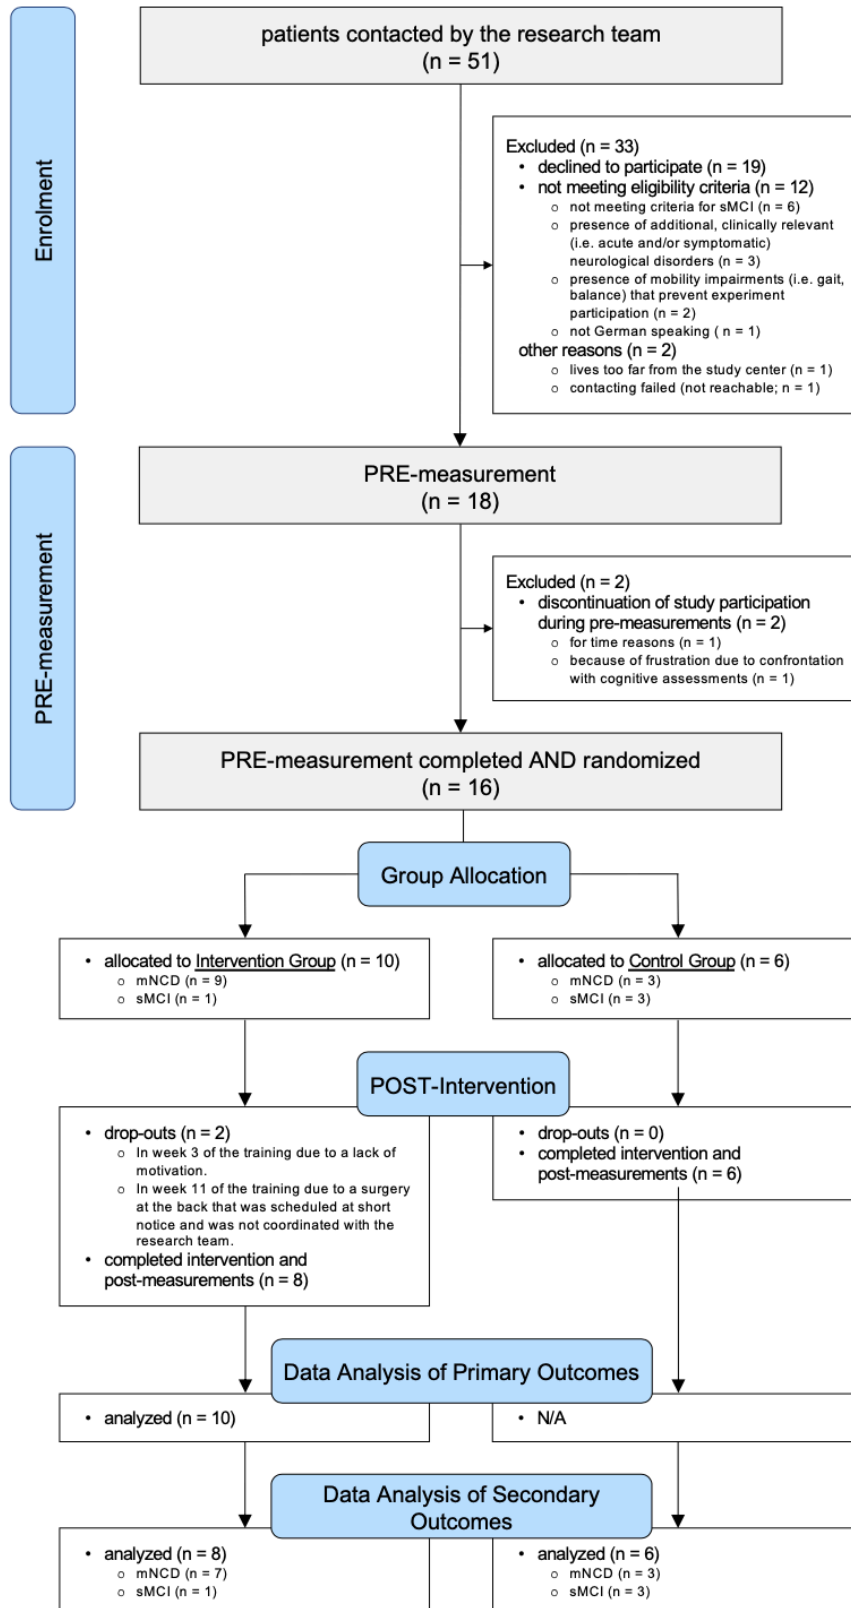 patients contacted by the research team
(n = 51)
Enrolment
Excluded (n = 33)
• declined to participate (n = 19)
• not meeting eligibility criteria (n = 12)
o not meeting criteria for sMCI (n = 6)
o presence of additional, clinically relevant
(i.e. acute and/or symptomatic)
neurological disorders (n = 3)
o presence of mobility impairments (i.e. gait,
balance) that prevent experiment
participation (n = 2)
o not German speaking ( n = 1)
other reasons (n = 2)
o lives too far from the study center (n = 1)
o contacting failed (not reachable; n = 1)
PRE-measurement
(n = 18)
PRE-measurement
Excluded (n = 2)
• discontinuation of study participation
during pre-measurements (n = 2)
o for time reasons (n = 1)
o because of frustration due to confrontation
with cognitive assessments (n = 1)
PRE-measurement completed AND randomized
(n = 16)
Group Allocation
• allocated to Intervention Group (n = 10)
o mNCD (n = 9)
o sMCI (n = 1)
• allocated to Control Group (n = 6)
o mNCD (n = 3)
o sMCI (n = 3)
POST-Intervention
• drop-outs (n = 2)
o In week 3 of the training due to a lack of
motivation.
o In week 11 of the training due to a surgery
at the back that was scheduled at short
notice and was not coordinated with the
research team.
• completed intervention and
post-measurements (n = 8)
• drop-outs (n = 0)
• completed intervention and
post-measurements (n = 6)
Data Analysis of Primary Outcomes
• analyzed (n = 10)
• N/A
Data Analysis of Secondary
Outcomes
• analyzed (n = 8)
o mNCD (n = 7)
o sMCI (n = 1)
• analyzed (n = 6)
o mNCD (n = 3)
o sMCI (n = 3)